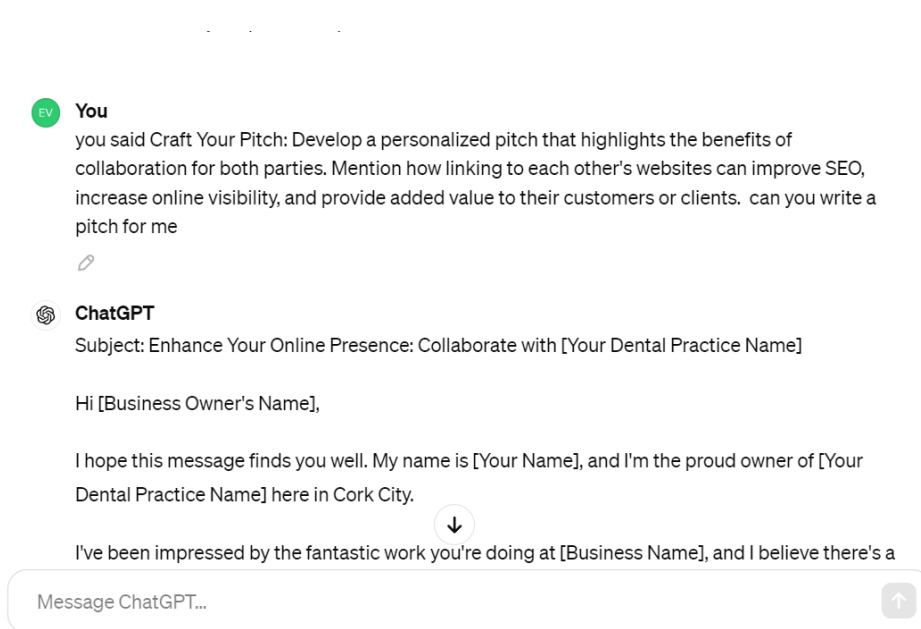 EV
You
you said Craft Your Pitch: Develop a personalized pitch that highlights the benefits of
collaboration for both parties. Mention how linking to each other's websites can improve SEO,
increase online visibility, and provide added value to their customers or clients.  can you write a
pitch for me
ChatGPT
Subject: Enhance Your Online Presence: Collaborate with [Your Dental Practice Name]
Hi [Business Owner's Name],
I hope this message finds you well. My name is [Your Name], and I'm the proud owner of [Your
Dental Practice Name] here in Cork City.
I've been impressed by the fantastic work you're doing at [Business Name], and I believe there's a
Message ChatGPT...